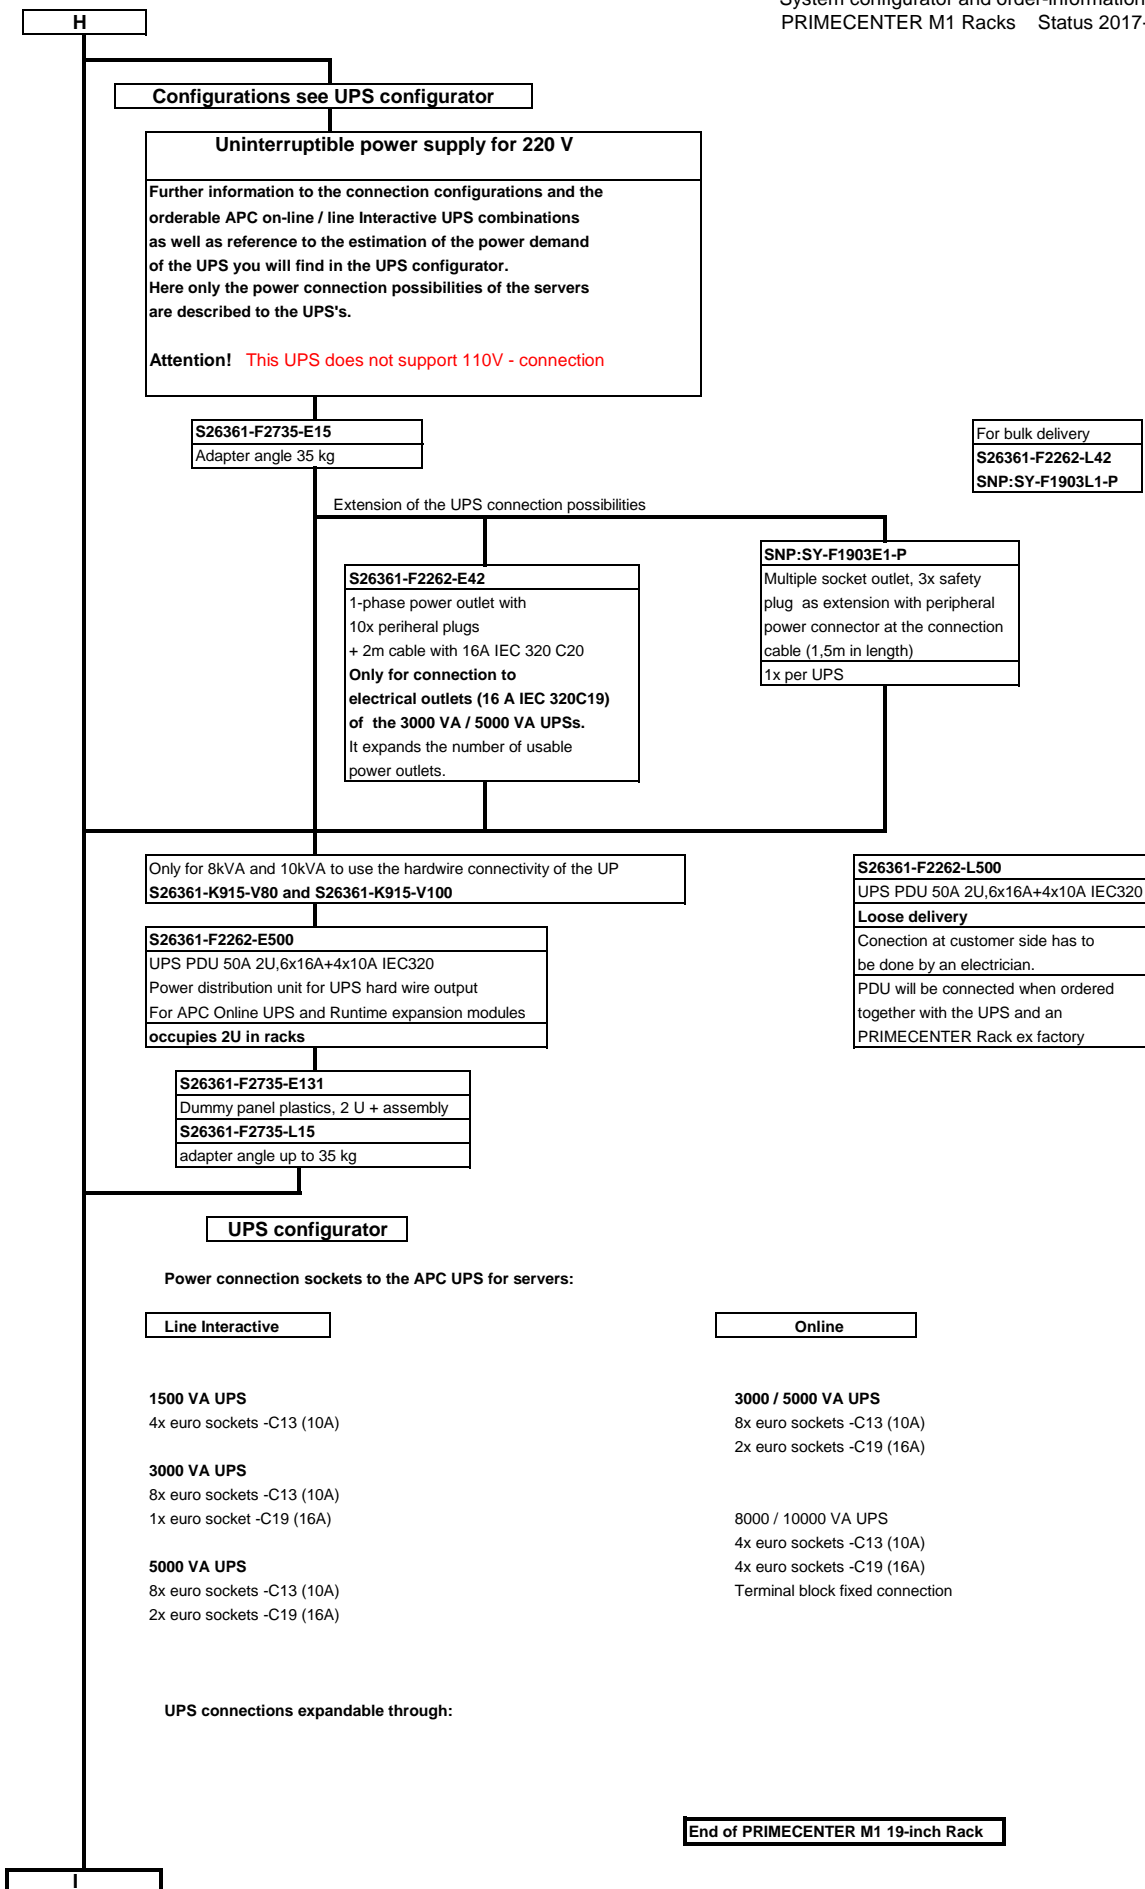 System configurator and order-information
PRIMECENTER M1 Racks Status 2017-
H
Configurations see UPS configurator
Uninterruptible power supply for 220 V
Further information to the connection configurations and the
orderable APC on-line / line Interactive UPS combinations
as well as reference to the estimation of the power demand
of the UPS you will find in the UPS configurator.
Here only the power connection possibilities of the servers
are described to the UPS's.
Attention! This UPS does not support 110V - connection
S26361-F2735-E15
Adapter angle 35 kg
For bulk delivery
S26361-F2262-L42
SNP:SY-F1903L1-P
Extension of the UPS connection possibilities
S26361-F2262-E42
1-phase power outlet with
10x periheral plugs
+ 2m cable with 16A IEC 320 C20
Only for connection to
electrical outlets (16 A IEC 320C19)
of the 3000 VA / 5000 VA UPSs.
It expands the number of usable
power outlets.
SNP:SY-F1903E1-P
Multiple socket outlet, 3x safety
plug as extension with peripheral
power connector at the connection
cable (1,5m in length)
1x per UPS
Only for 8kVA and 10kVA to use the hardwire connectivity of the UP
S26361-K915-V80 and S26361-K915-V100
S26361-F2262-E500
UPS PDU 50A 2U,6x16A+4x10A IEC320
Power distribution unit for UPS hard wire output
For APC Online UPS and Runtime expansion modules
occupies 2U in racks
S26361-F2262-L500
UPS PDU 50A 2U,6x16A+4x10A IEC320
Loose delivery
Conection at customer side has to
be done by an electrician.
PDU will be connected when ordered
together with the UPS and an
PRIMECENTER Rack ex factory
S26361-F2735-E131
Dummy panel plastics, 2 U + assembly
S26361-F2735-L15
adapter angle up to 35 kg
UPS configurator
Power connection sockets to the APC UPS for servers:
Line Interactive
1500 VA UPS
4x euro sockets -C13 (10A)
3000 VA UPS
8x euro sockets -C13 (10A)
1x euro socket -C19 (16A)
5000 VA UPS
8x euro sockets -C13 (10A)
2x euro sockets -C19 (16A)
Online
3000 / 5000 VA UPS
8x euro sockets -C13 (10A)
2x euro sockets -C19 (16A)
8000 / 10000 VA UPS
4x euro sockets -C13 (10A)
4x euro sockets -C19 (16A)
Terminal block fixed connection
UPS connections expandable through:
End of PRIMECENTER M1 19-inch Rack
I